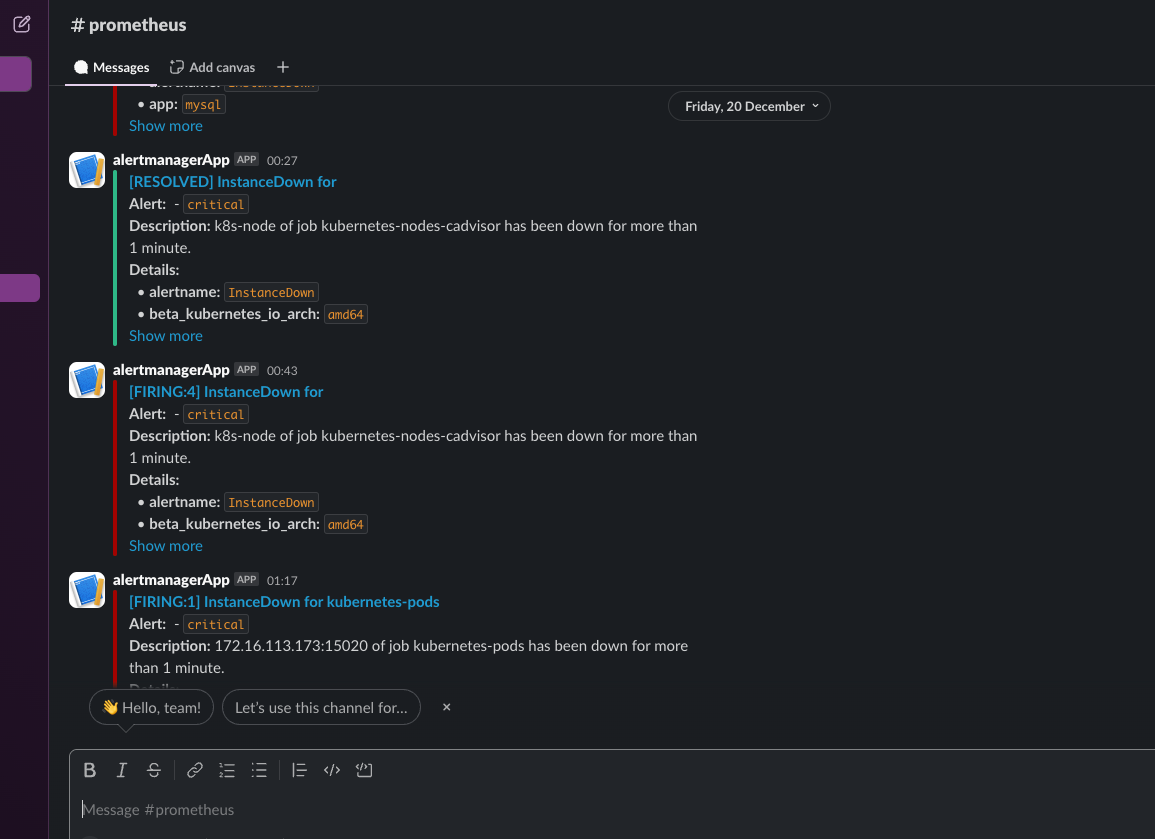 # prometheus
Messages Add canvas +
alertname: InstanceDown
• app: mysql
Friday, 20 December
Show more
alertmanagerApp APP 00:27
[RESOLVED] InstanceDown for
Alert: - critical
Description: k8s-node of job kubernetes-nodes-cadvisor has been down for more than
1 minute.
Details:
• alertname: InstanceDown
• beta_kubernetes_io_arch: amd64
Show more
alertmanagerApp APP 00:43
[FIRING:4] InstanceDown for
Alert: - critical
Description: k8s-node of job kubernetes-nodes-cadvisor has been down for more than
1 minute.
Details:
• alertname: InstanceDown
• beta_kubernetes_io_arch: amd64
Show more
alertmanagerApp APP 01:17
[FIRING:1] InstanceDown for kubernetes-pods
Alert: - critical
Description: 172.16.113.173:15020 of job kubernetes-pods has been down for more
than 1 minute.
Details:
👋 Hello, team! Let's use this channel for... ×
Message #prometheus